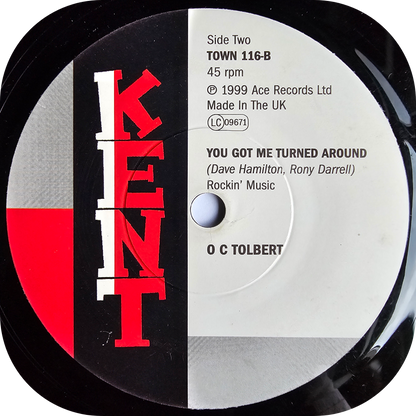 KENT
Side Two
TOWN 116-B
45 rpm
℗ 1999 Ace Records Ltd
Made In The UK
LC 09671
YOU GOT ME TURNED AROUND
(Dave Hamilton, Rony Darrell)
Rockin' Music
O C TOLBERT